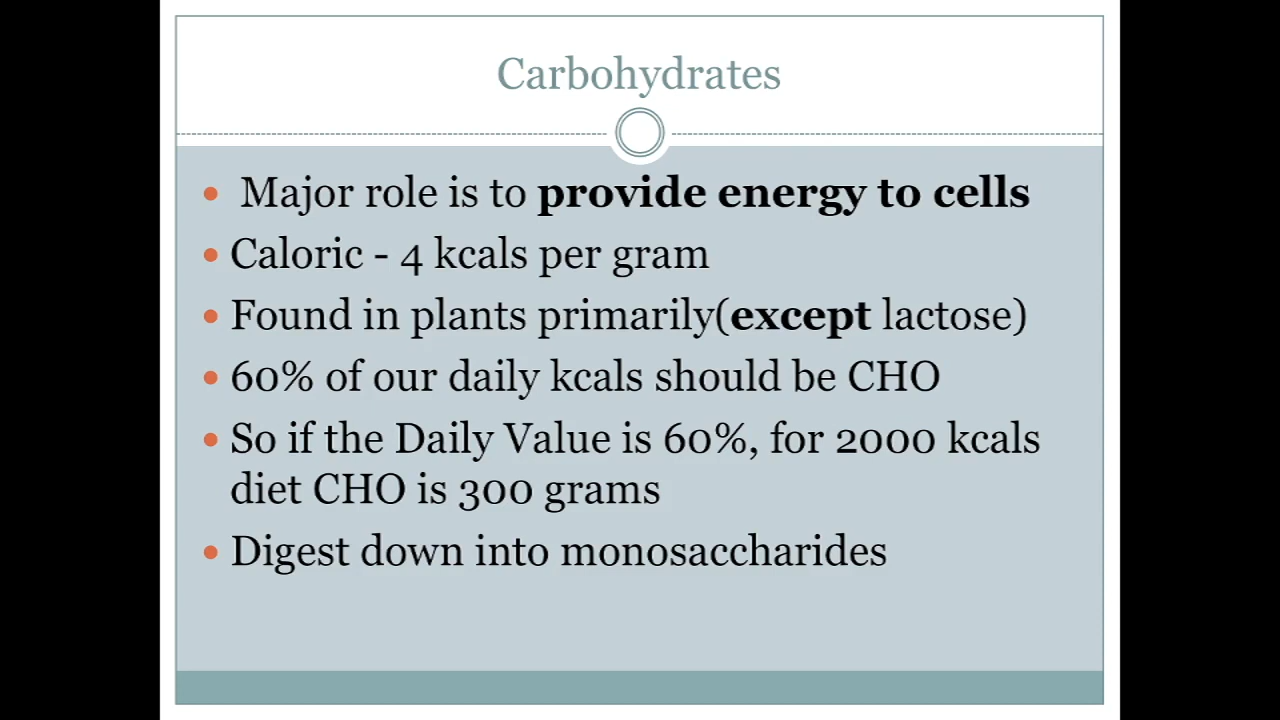 Carbohydrates
• Major role is to provide energy to cells
• Caloric - 4 kcals per gram
• Found in plants primarily(except lactose)
• 60% of our daily kcals should be CHO
• So if the Daily Value is 60%, for 2000 kcals
diet CHO is 300 grams
• Digest down into monosaccharides